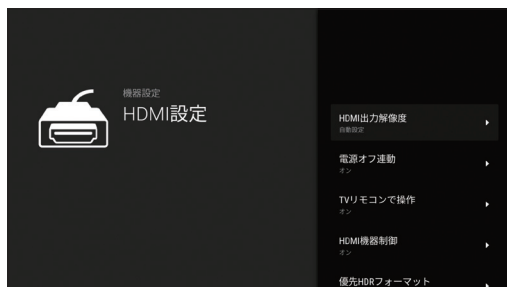 機器設定
HDMI設定
HDMI出力解像度
自動設定
電源オフ連動
オン
TVリモコンで操作
オン
HDMI機器制御
オン
優先HDRフォーマット